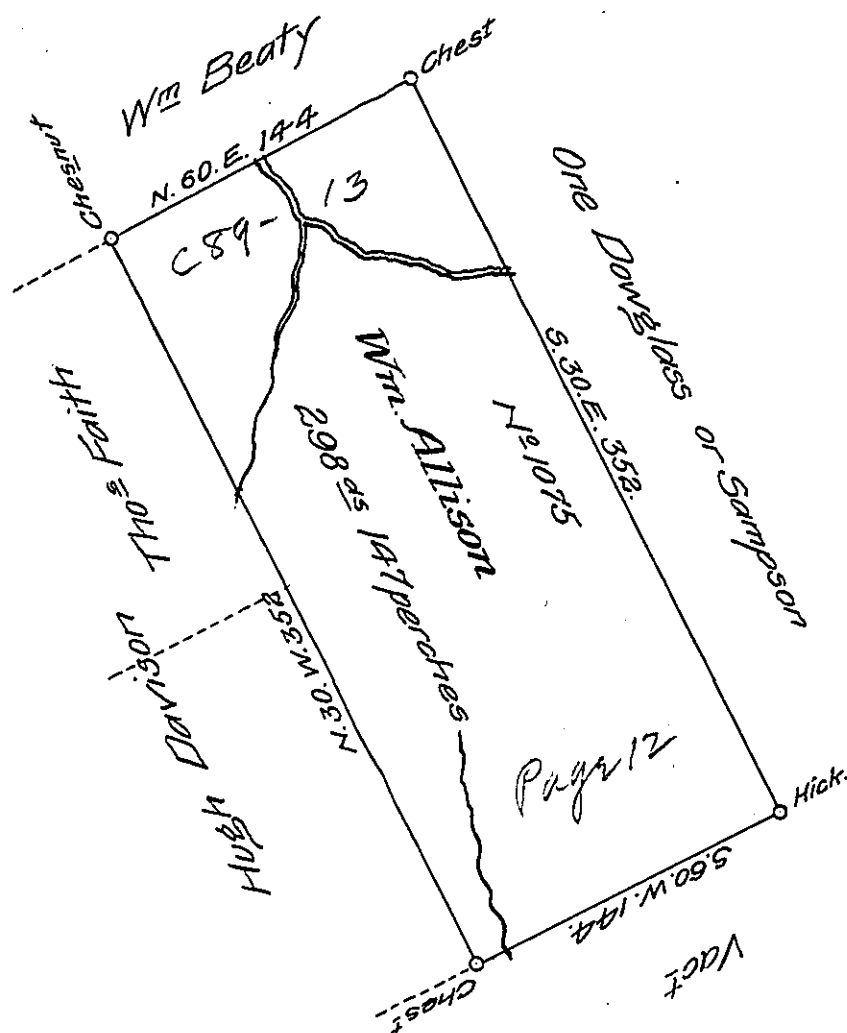 Wm Beaty
Chest
Chesnut
N. 60. E. 144
C89-13
One Dowglass or Sampson
Thos Faith
Wm. Allison
No 1075
298 as 147 perches
S. 30. E. 352.
Hugh Davison
N. 30. W. 352
Page 12
Hick.
S. 60. W. 144.
Chest
Vact